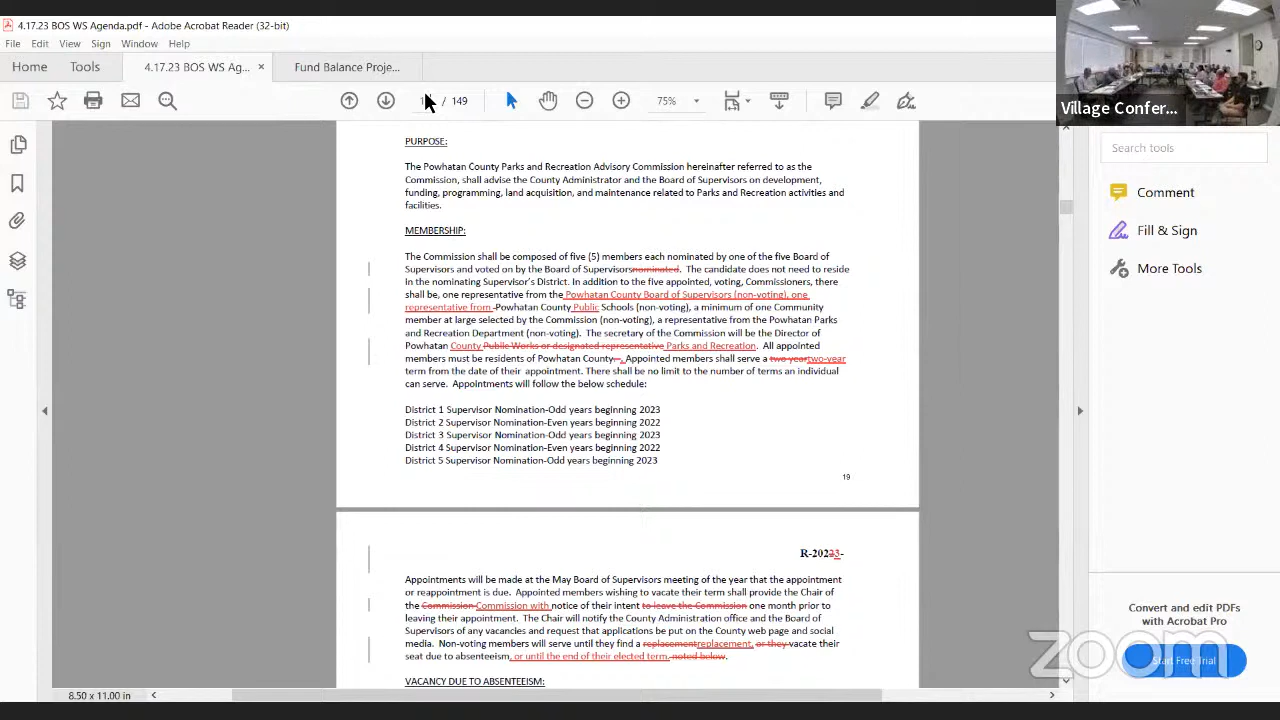 4.17.23 BOS WS Agenda.pdf - Adobe Acrobat Reader (32-bit)
File Edit View Sign Window Help
Home Tools 4.17.23 BOS WS Ag... × Fund Balance Proje...
/ 149 75%
Village Confer...
Search tools
Comment
Fill & Sign
More Tools
PURPOSE:
The Powhatan County Parks and Recreation Advisory Commission hereinafter referred to as the
Commission, shall advise the County Administrator and the Board of Supervisors on development,
funding, programming, land acquisition, and maintenance related to Parks and Recreation activities and
facilities.
MEMBERSHIP:
The Commission shall be composed of five (5) members each nominated by one of the five Board of
Supervisors and voted on by the Board of Supervisorsnominated. The candidate does not need to reside
in the nominating Supervisor's District. In addition to the five appointed, voting, Commissioners, there
shall be, one representative from the Powhatan County Board of Supervisors (non-voting), one
representative from Powhatan County Public Schools (non-voting), a minimum of one Community
member at large selected by the Commission (non-voting), a representative from the Powhatan Parks
and Recreation Department (non-voting). The secretary of the Commission will be the Director of
Powhatan County Public Works or designated representative Parks and Recreation. All appointed
members must be residents of Powhatan County. . Appointed members shall serve a two yeartwo-year
term from the date of their appointment. There shall be no limit to the number of terms an individual
can serve. Appointments will follow the below schedule:
District 1 Supervisor Nomination-Odd years beginning 2023
District 2 Supervisor Nomination-Even years beginning 2022
District 3 Supervisor Nomination-Odd years beginning 2023
District 4 Supervisor Nomination-Even years beginning 2022
District 5 Supervisor Nomination-Odd years beginning 2023
19
R-20223-
Appointments will be made at the May Board of Supervisors meeting of the year that the appointment
or reappointment is due. Appointed members wishing to vacate their term shall provide the Chair of
the Commission Commission with notice of their intent to leave the Commission one month prior to
leaving their appointment. The Chair will notify the County Administration office and the Board of
Supervisors of any vacancies and request that applications be put on the County web page and social
media. Non-voting members will serve until they find a replacementreplacement, or they vacate their
seat due to absenteeism, or until the end of their elected term. noted below.
VACANCY DUE TO ABSENTEEISM:
Convert and edit PDFs
with Acrobat Pro
Start Free Trial
zoom
8.50 x 11.00 in